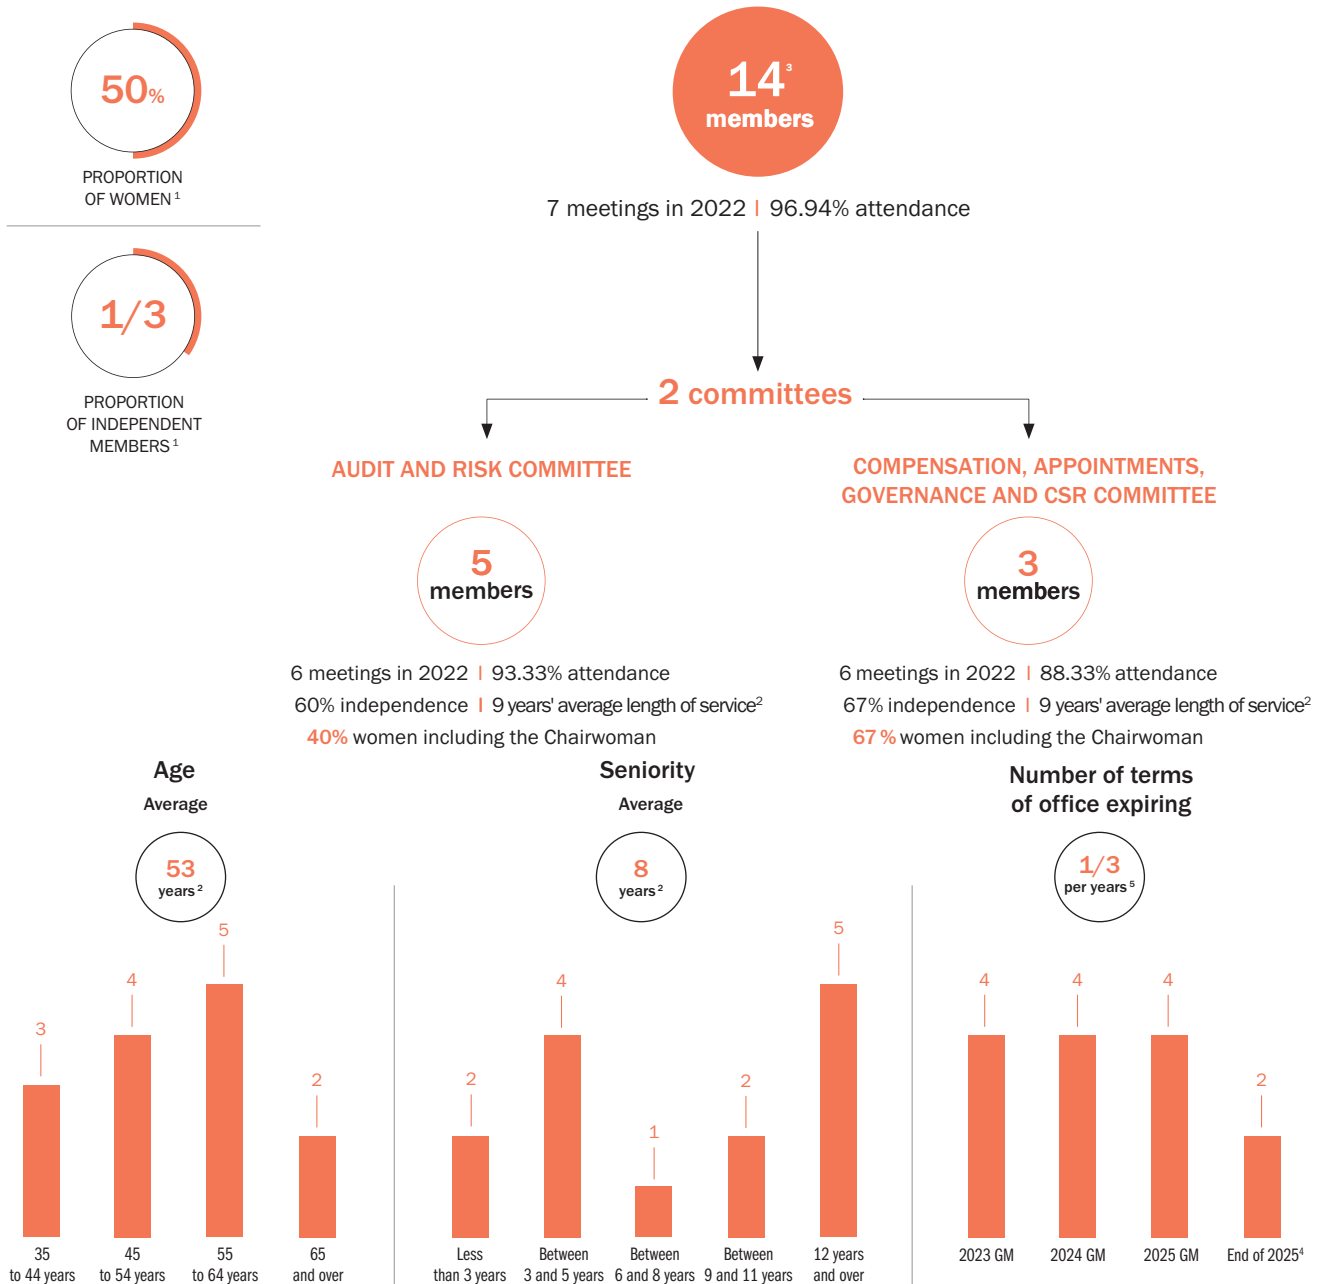 50%
PROPORTION
OF WOMEN 1
1/3
PROPORTION
OF INDEPENDENT
MEMBERS 1
14 3
members
7 meetings in 2022 | 96.94% attendance
2 committees
AUDIT AND RISK COMMITTEE
5
members
6 meetings in 2022 | 93.33% attendance
60% independence | 9 years' average length of service2
40% women including the Chairwoman
COMPENSATION, APPOINTMENTS,
GOVERNANCE AND CSR COMMITTEE
3
members
6 meetings in 2022 | 88.33% attendance
67% independence | 9 years' average length of service2
67% women including the Chairwoman
Age
Average
53
years 2
3
4
5
2
35
to 44 years
45
to 54 years
55
to 64 years
65
and over
Seniority
Average
8
years 2
2
4
1
2
5
Less
than 3 years
Between
3 and 5 years
Between
6 and 8 years
Between
9 and 11 years
12 years
and over
Number of terms
of office expiring
1/3
per years 5
4
4
4
2
2023 GM
2024 GM
2025 GM
End of 20254